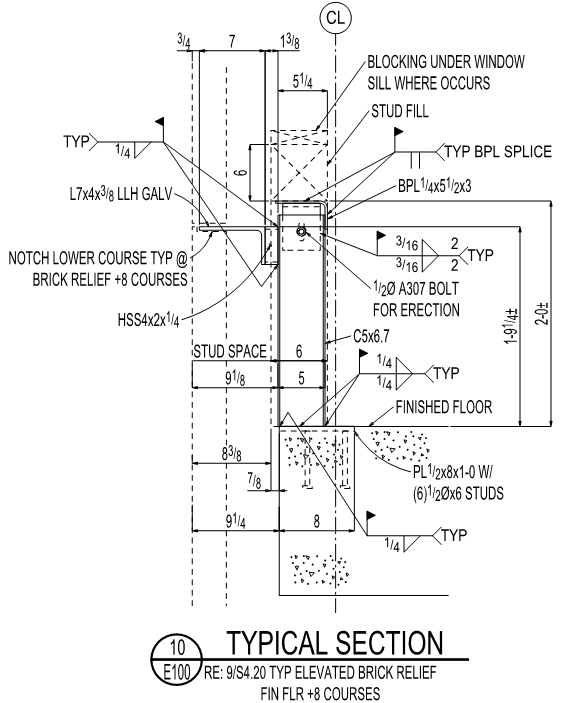 CL
3/4
7
1 3/8
5 1/4
BLOCKING UNDER WINDOW
SILL WHERE OCCURS
STUD FILL
TYP
1/4
TYP BPL SPLICE
6
L7x4x3/8 LLH GALV
BPL1/4x5 1/2x3
NOTCH LOWER COURSE TYP @
BRICK RELIEF +8 COURSES
3/16
2
3/16
2
TYP
1/2Ø A307 BOLT
FOR ERECTION
HSS4x2x1/4
1-9 1/4±
2-0±
C5x6.7
STUD SPACE
6
9 1/8
5
1/4
1/4
TYP
FINISHED FLOOR
8 3/8
7/8
PL1/2x8x1-0 W/
(6)1/2Øx6 STUDS
9 1/4
8
1/4
TYP
10
E100
TYPICAL SECTION
RE: 9/S4.20 TYP ELEVATED BRICK RELIEF
FIN FLR +8 COURSES